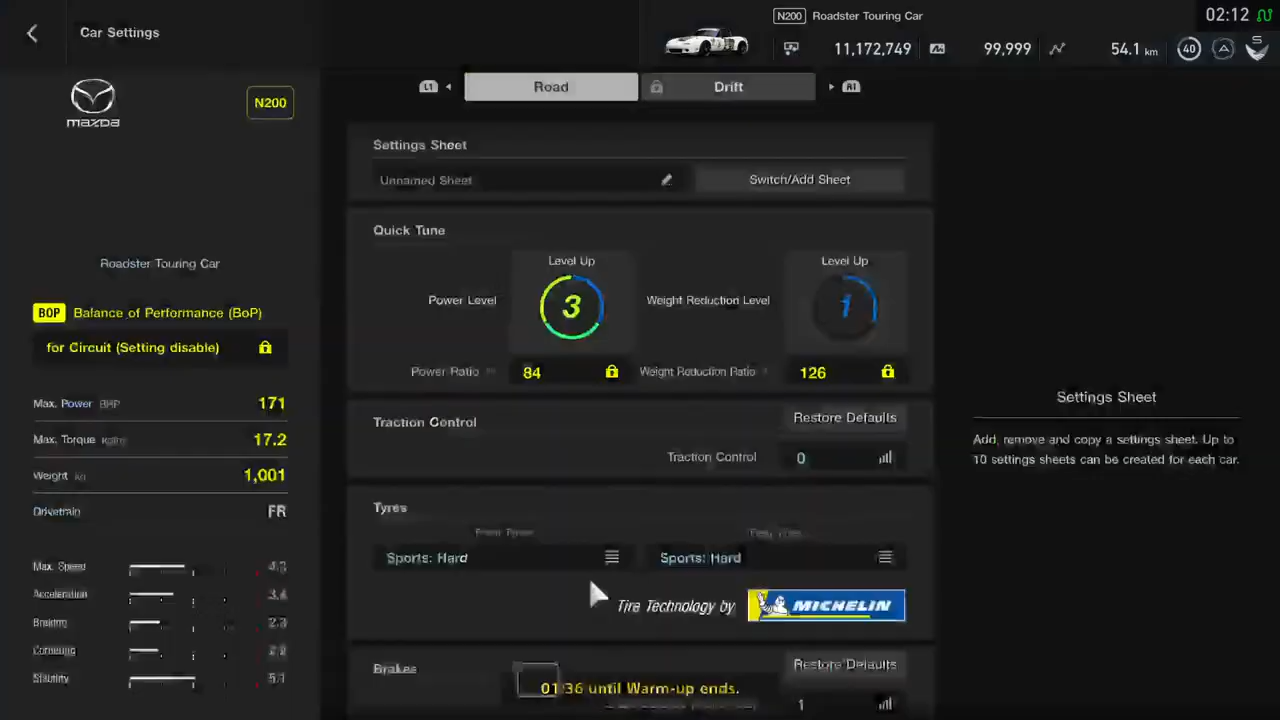 Car Settings
N200 Roadster Touring Car
02:12
11,172,749
99,999
54.1 km
40
A
S
mazda
N200
L1
Road
Drift
R1
Settings Sheet
Unnamed Sheet
Switch/Add Sheet
Quick Tune
Roadster Touring Car
Level Up
Level Up
Power Level
3
Weight Reduction Level
1
BOP Balance of Performance (BoP)
for Circuit (Setting disable)
Power Ratio
84
Weight Reduction Ratio
126
Max. Power BHP 171
Max. Torque 17.2
Weight kg 1,001
Drivetrain FR
Traction Control
Restore Defaults
Traction Control
0
Settings Sheet
Add, remove and copy a settings sheet. Up to
10 settings sheets can be created for each car.
Tyres
Sports: Hard
Sports: Hard
Tire Technology by
MICHELIN
Max. Speed
Acceleration
Braking
Cornering
Stability
Brakes
Restore Defaults
01:36 until Warm-up ends.
1